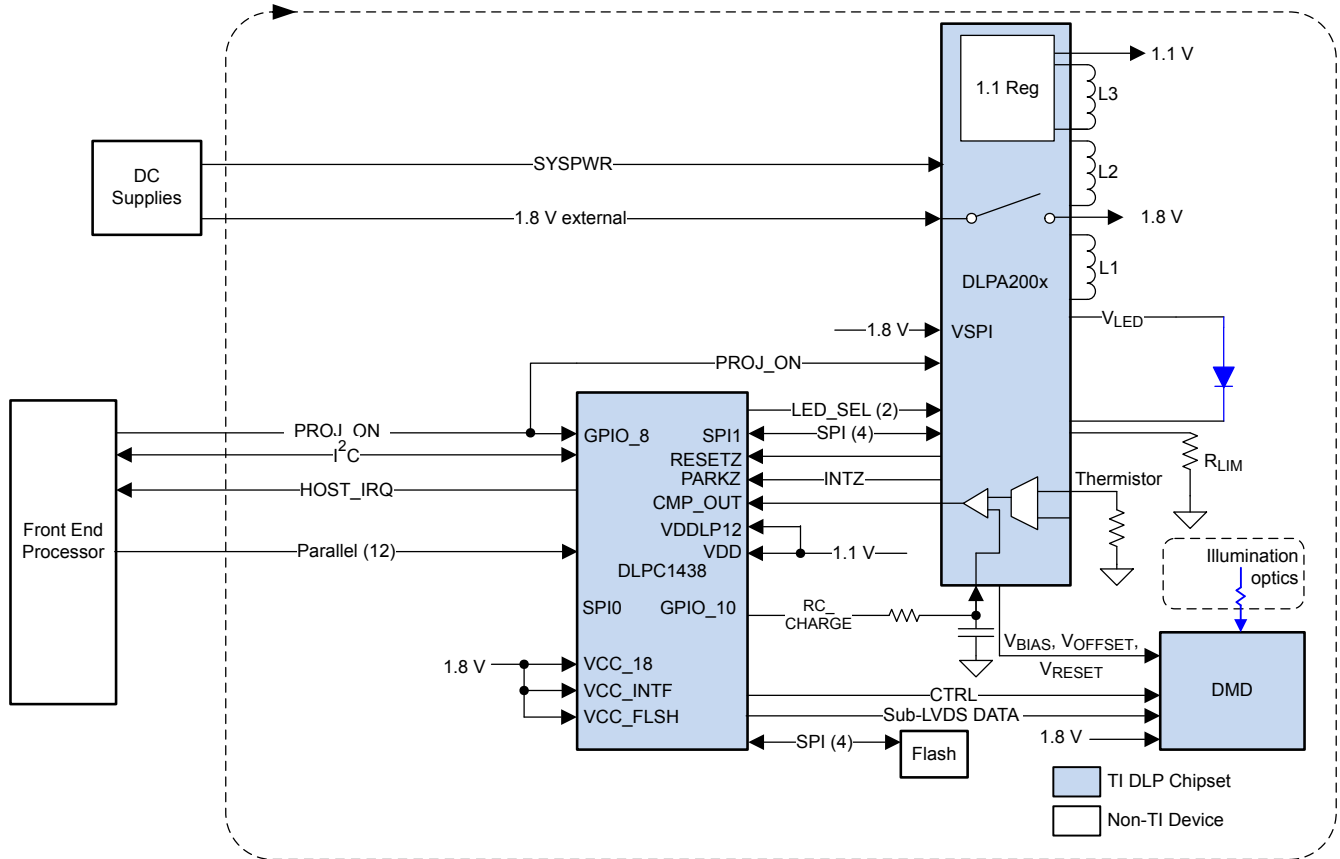 1.1 Reg
1.1 V
L3
DC
Supplies
SYSPWR
L2
1.8 V external
1.8 V
L1
DLPA200x
VLED
1.8 V
VSPI
PROJ_ON
LED_SEL (2)
PROJ_ON
GPIO_8
SPI1
SPI (4)
I2C
RESETZ
RLIM
PARKZ
INTZ
Thermistor
HOST_IRQ
CMP_OUT
Front End
Processor
VDDLP12
Parallel (12)
VDD
1.1 V
Illumination
optics
DLPC1438
SPI0
GPIO_10
RC_
CHARGE
VBIAS, VOFFSET,
VRESET
1.8 V
VCC_18
VCC_INTF
VCC_FLSH
CTRL
DMD
Sub-LVDS DATA
SPI (4)
1.8 V
Flash
TI DLP Chipset
Non-TI Device